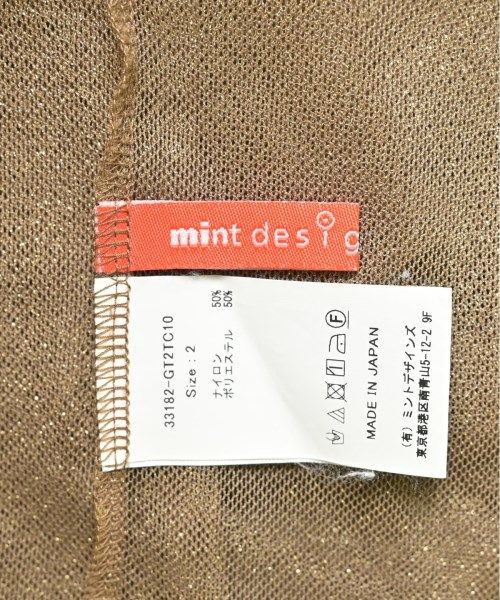 mint desig
33182-GT2TC10
Size : 2
ナイロン 50%
ポリエステル 50%
F
MADE IN JAPAN
(有) ミントデザインズ
東京都港区南青山5-12-2 9F